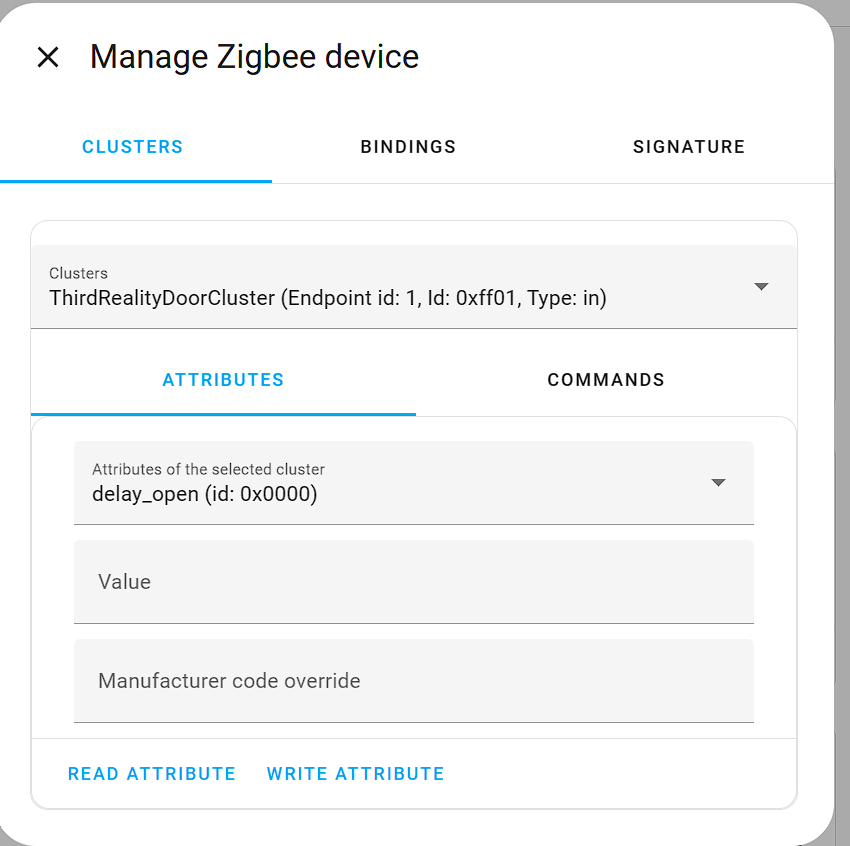 Manage Zigbee device
CLUSTERS
BINDINGS
SIGNATURE
Clusters
ThirdRealityDoorCluster (Endpoint id: 1, Id: 0xff01, Type: in)
ATTRIBUTES
COMMANDS
Attributes of the selected cluster
delay_open (id: 0x0000)
Value
Manufacturer code override
READ ATTRIBUTE
WRITE ATTRIBUTE